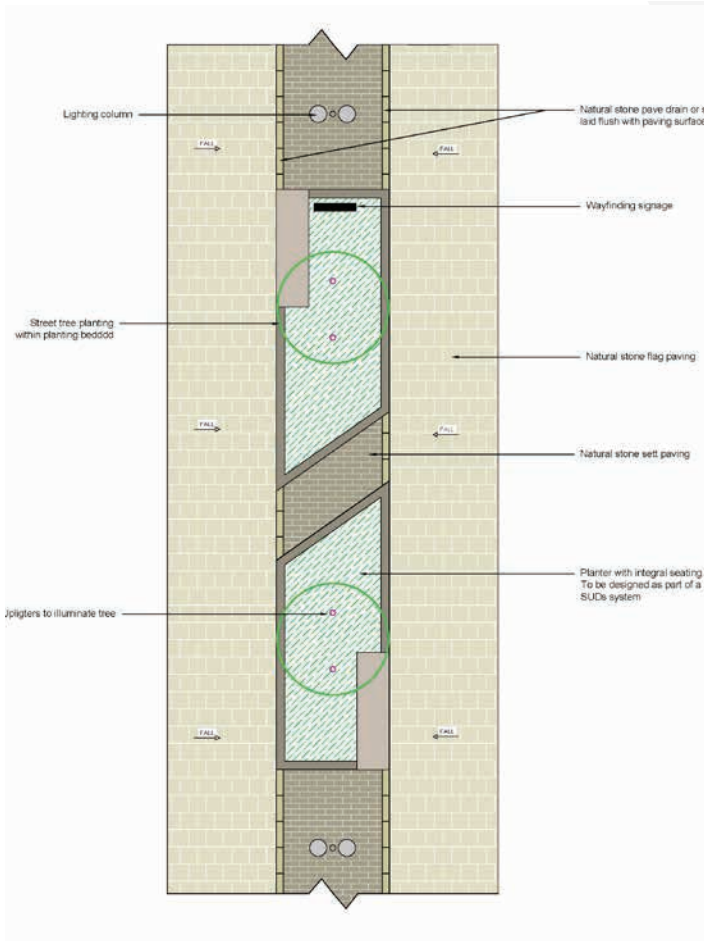 Lighting column
Natural stone pave drain or
laid flush with paving surface
FALL
FALL
Wayfinding signage
Street tree planting
within planting bedddd
Natural stone flag paving
FALL
FALL
Natural stone sett paving
Planter with integral seating.
To be designed as part of a
SUDs system
Upligters to illuminate tree
FALL
FALL